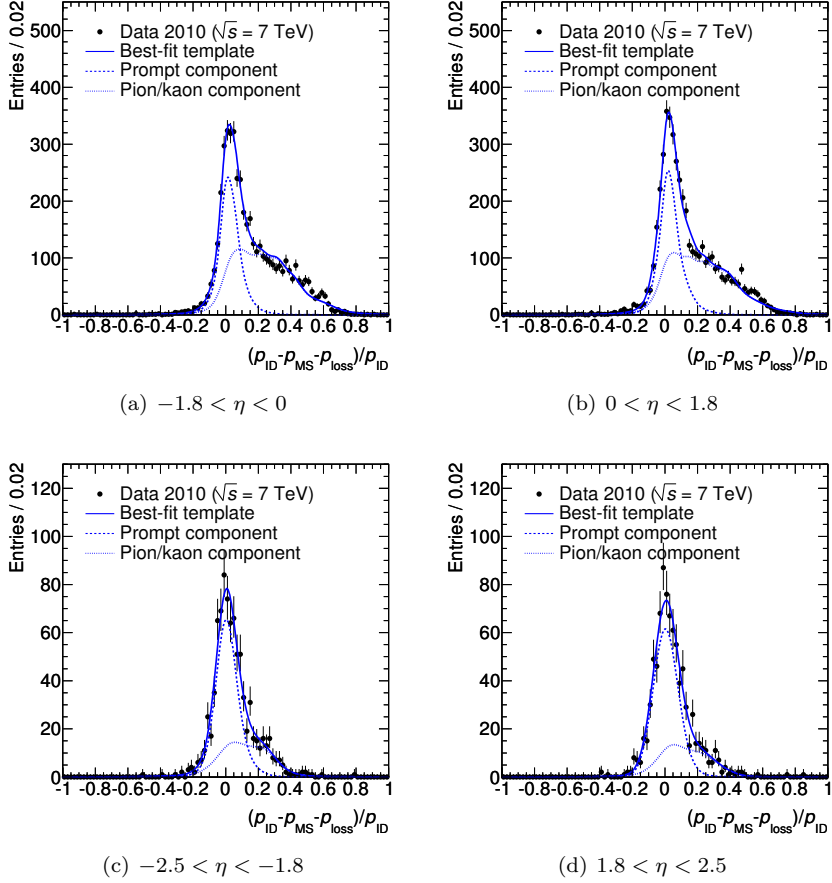 Entries / 0.02
550
500
400
300
200
100
0
Data 2010 (√s = 7 TeV)
Best-fit template
Prompt component
Pion/kaon component
-1 -0.8 -0.6 -0.4 -0.2 0 0.2 0.4 0.6 0.8 1
(pID-pMS-ploss)/pID
(a) −1.8 < η < 0
Entries / 0.02
500
400
300
200
100
0
Data 2010 (√s = 7 TeV)
Best-fit template
Prompt component
Pion/kaon component
-1 -0.8 -0.6 -0.4 -0.2 0 0.2 0.4 0.6 0.8 1
(pID-pMS-ploss)/pID
(b) 0 < η < 1.8
Entries / 0.02
120
100
80
60
40
20
0
Data 2010 (√s = 7 TeV)
Best-fit template
Prompt component
Pion/kaon component
-1 -0.8 -0.6 -0.4 -0.2 0 0.2 0.4 0.6 0.8 1
(pID-pMS-ploss)/pID
(c) −2.5 < η < −1.8
Entries / 0.02
120
100
80
60
40
20
0
Data 2010 (√s = 7 TeV)
Best-fit template
Prompt component
Pion/kaon component
-1 -0.8 -0.6 -0.4 -0.2 0 0.2 0.4 0.6 0.8 1
(pID-pMS-ploss)/pID
(d) 1.8 < η < 2.5